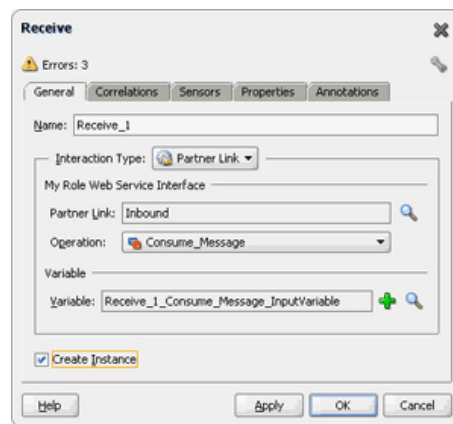 Receive
Errors: 3
General Correlations Sensors Properties Annotations
Name: Receive_1
Interaction Type: Partner Link
My Role Web Service Interface
Partner Link: Inbound
Operation: Consume_Message
Variable
Variable: Receive_1_Consume_Message_InputVariable
Create Instance
Help Apply OK Cancel